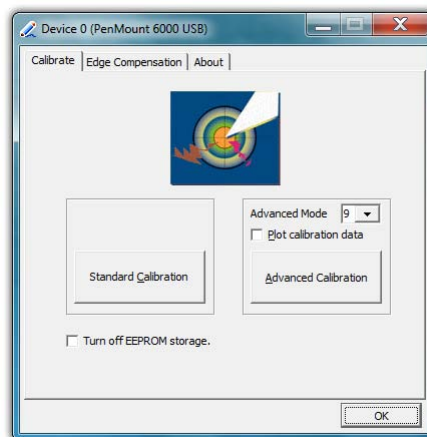 Device 0 (PenMount 6000 USB)
Calibrate Edge Compensation About
Advanced Mode 9
Plot calibration data
Standard Calibration
Advanced Calibration
Turn off EEPROM storage.
OK